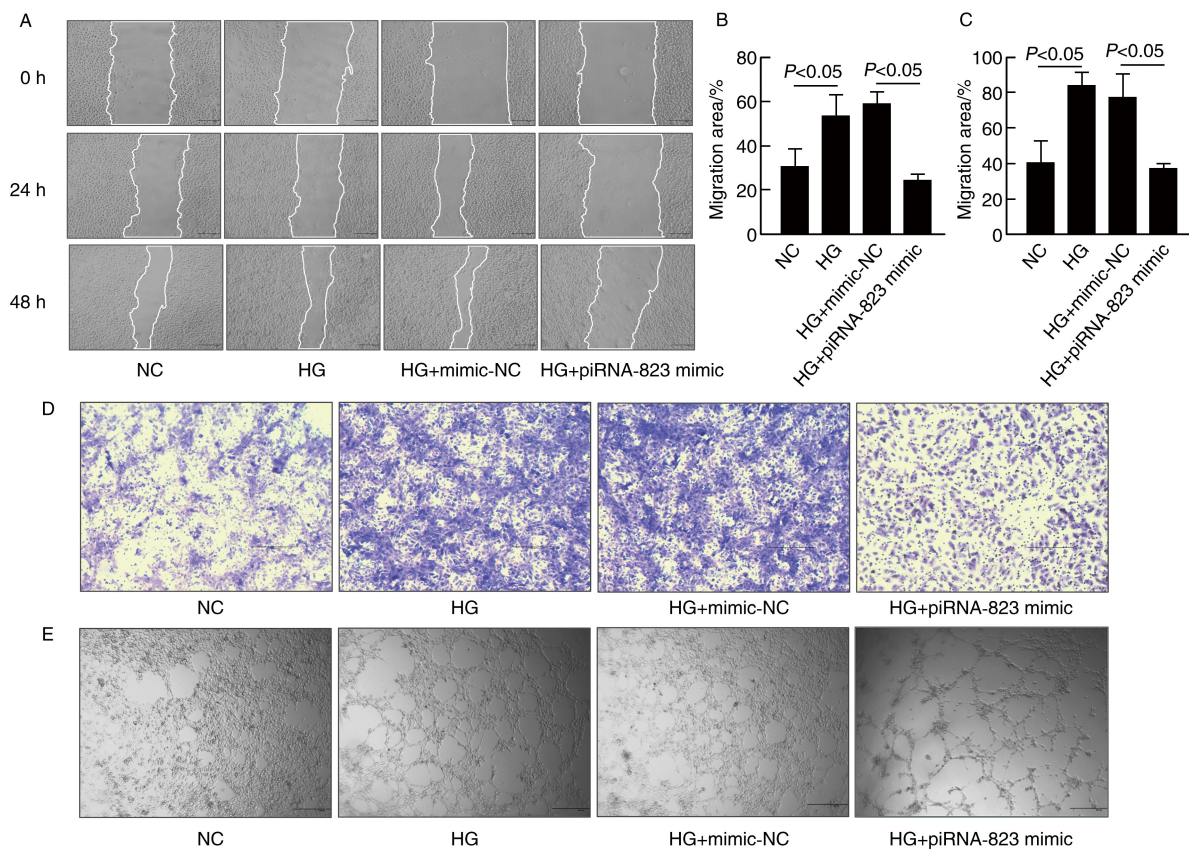 A
0 h
24 h
48 h
NC
HG
HG+mimic-NC
HG+piRNA-823 mimic
B
Migration area/%
80
60
40
20
0
P<0.05
P<0.05
NC
HG
HG+mimic-NC
HG+piRNA-823 mimic
C
Migration area/%
100
80
60
40
20
0
P<0.05
P<0.05
NC
HG
HG+mimic-NC
HG+piRNA-823 mimic
D
NC
HG
HG+mimic-NC
HG+piRNA-823 mimic
E
NC
HG
HG+mimic-NC
HG+piRNA-823 mimic